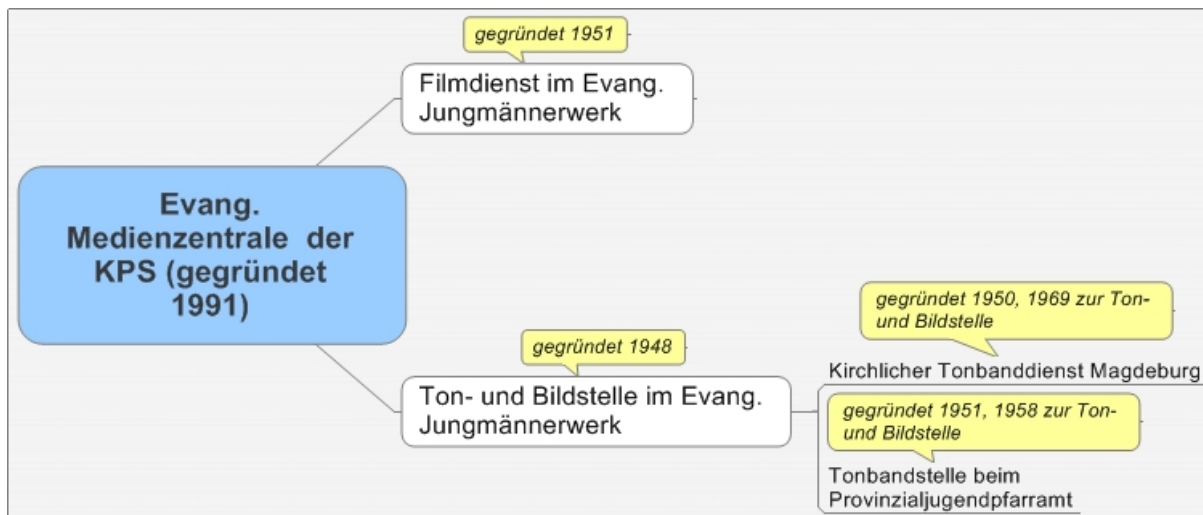 gegründet 1951
Filmdienst im Evang.
Jungmännerwerk
Evang.
Medienzentrale der
KPS (gegründet
1991)
gegründet 1948
Ton- und Bildstelle im Evang.
Jungmännerwerk
gegründet 1950, 1969 zur Ton-
und Bildstelle
Kirchlicher Tonbanddienst Magdeburg
gegründet 1951, 1958 zur Ton-
und Bildstelle
Tonbandstelle beim
Provinzialjugendpfarramt